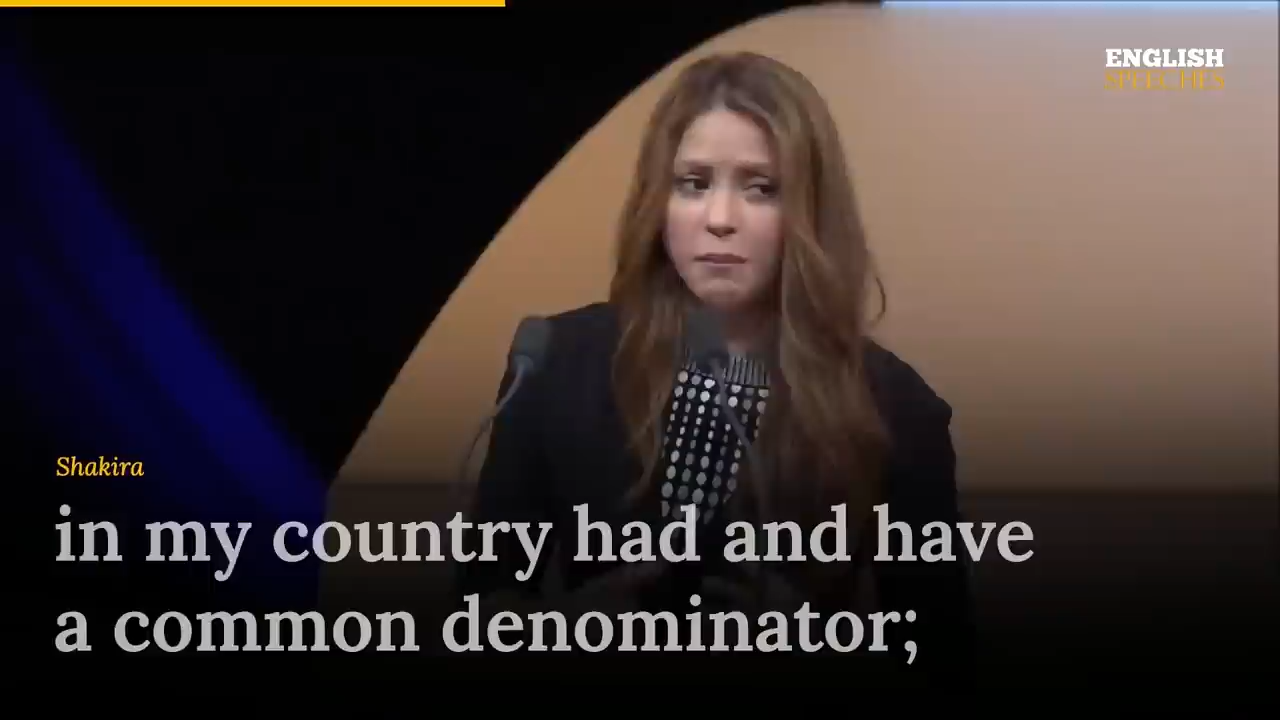 ENGLISH
SPEECHES
Shakira
in my country had and have
a common denominator;